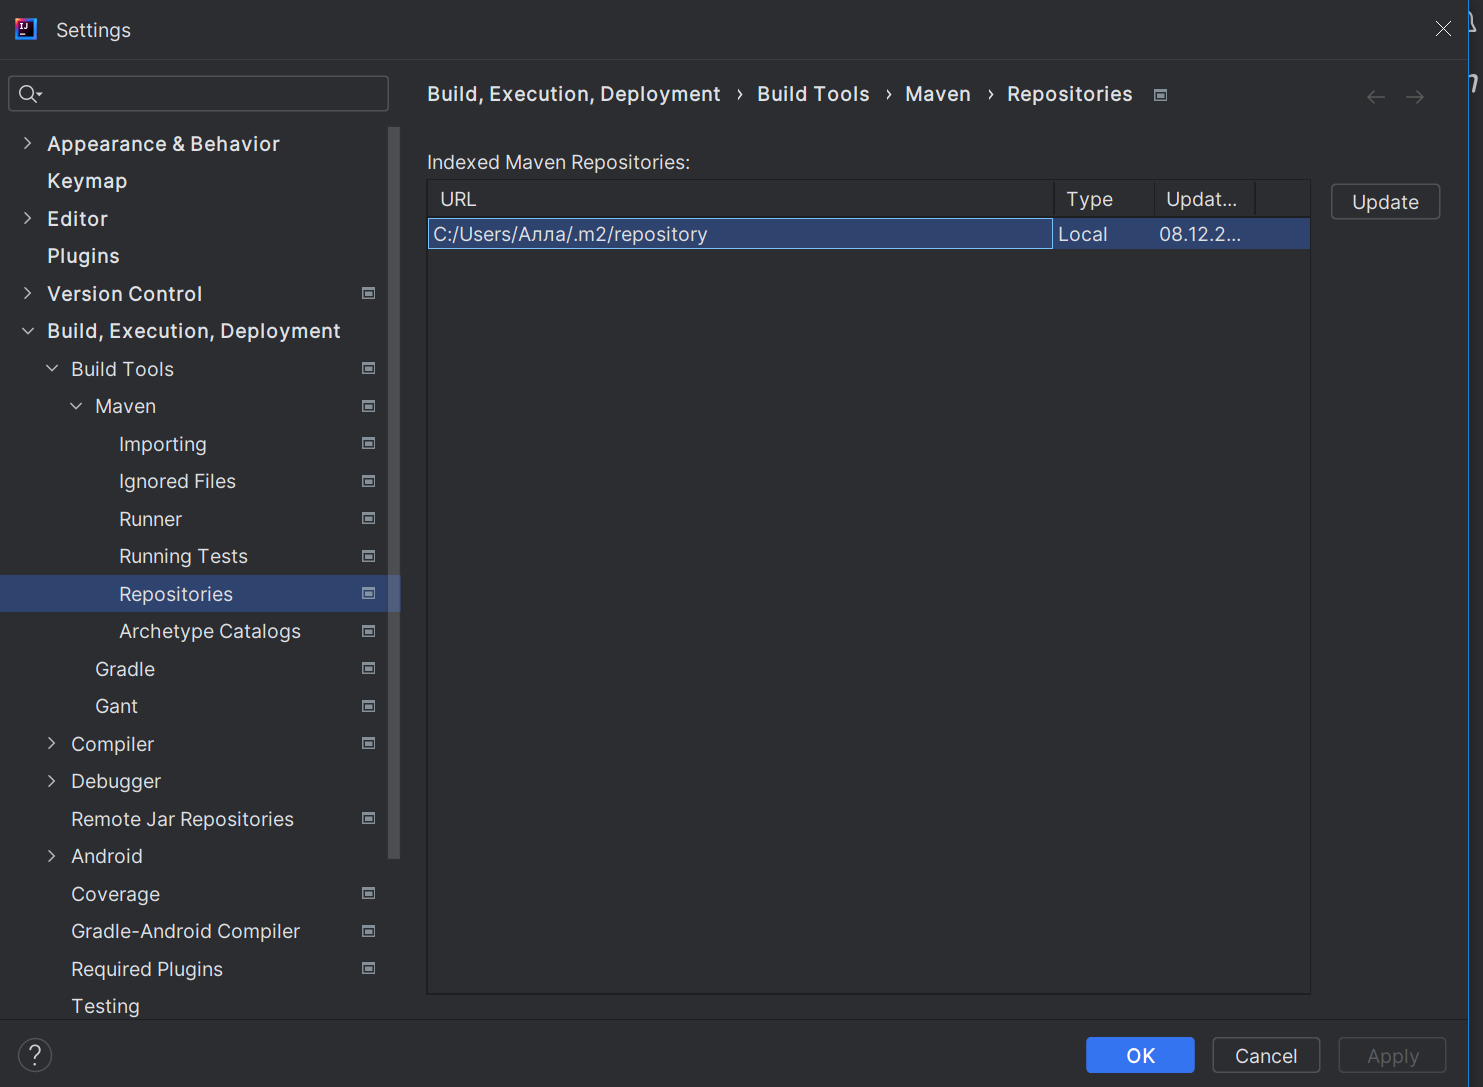 Settings
Build, Execution, Deployment › Build Tools › Maven › Repositories
Appearance & Behavior
Keymap
Editor
Plugins
Version Control
Build, Execution, Deployment
Build Tools
Maven
Importing
Ignored Files
Runner
Running Tests
Repositories
Archetype Catalogs
Gradle
Gant
Compiler
Debugger
Remote Jar Repositories
Android
Coverage
Gradle-Android Compiler
Required Plugins
Testing
Indexed Maven Repositories:
URL Type Updat...
C:/Users/Алла/.m2/repository Local 08.12.2...
Update
? OK Cancel Apply